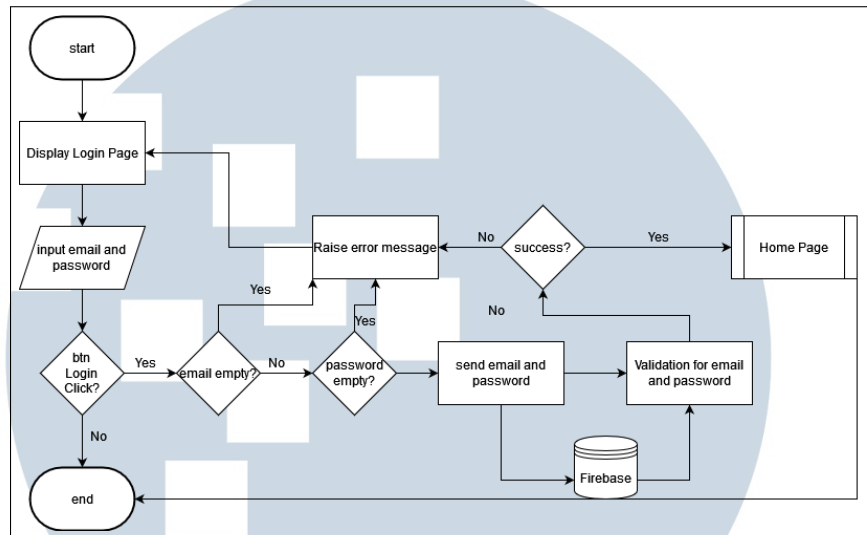 start
Display Login Page
input email and
password
btn
Login
Click?
Yes
No
end
email empty?
Yes
No
password
empty?
Yes
Raise error message
send email and
password
Firebase
Validation for email
and password
No
success?
No
Yes
Home Page